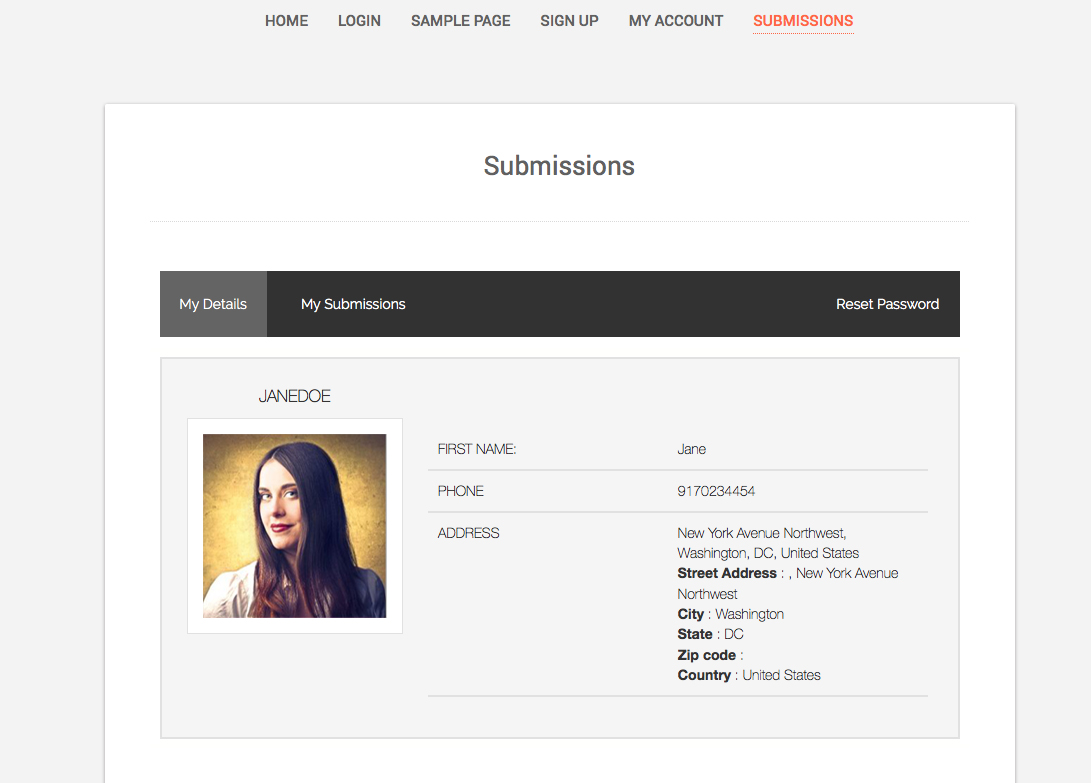 HOME LOGIN SAMPLE PAGE SIGN UP MY ACCOUNT SUBMISSIONS
Submissions
My Details My Submissions Reset Password
JANEDOE
FIRST NAME: Jane
PHONE 9170234454
ADDRESS New York Avenue Northwest,
Washington, DC, United States
Street Address : , New York Avenue
Northwest
City : Washington
State : DC
Zip code :
Country : United States